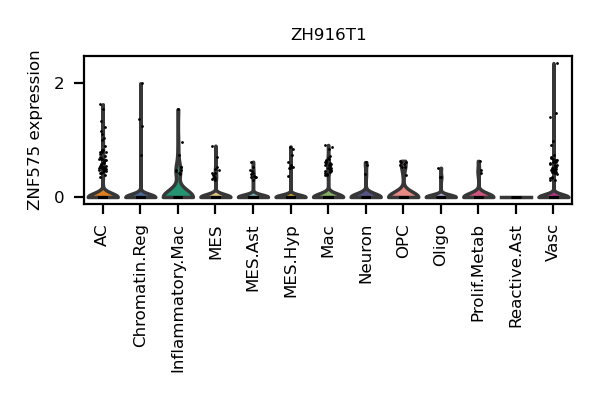 ZH916T1
ZNF575 expression
2
0
AC
Chromatin.Reg
Inflammatory.Mac
MES
MES.Ast
MES.Hyp
Mac
Neuron
OPC
Oligo
Prolif.Metab
Reactive.Ast
Vasc